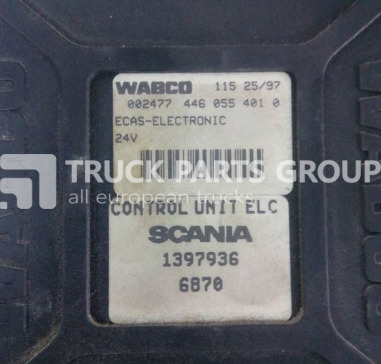 WABCO 115 25/97
002477 446 055 401 0
ECAS-ELECTRONIC
24V
TRUCK PARTS GROUP
all european trucks
CONTROL UNIT ELC
SCANIA
1397936
6870
WABCO